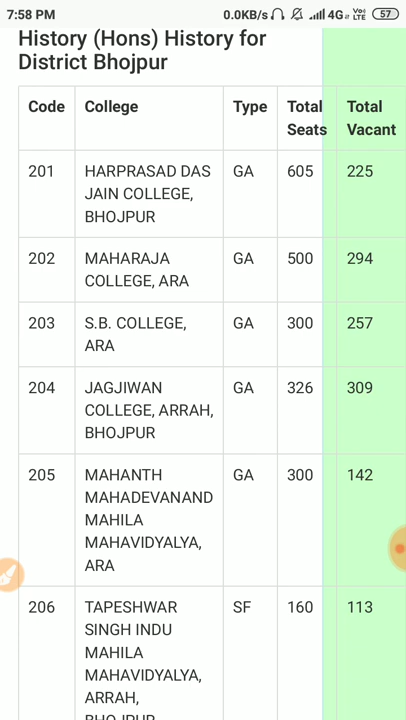 7:58 PM 0.0KB/s 4G Vo LTE 57
History (Hons) History for
District Bhojpur
Code College Type Total Seats Total Vacant
201 HARPRASAD DAS GA 605 225
JAIN COLLEGE,
BHOJPUR
202 MAHARAJA GA 500 294
COLLEGE, ARA
203 S.B. COLLEGE, GA 300 257
ARA
204 JAGJIWAN GA 326 309
COLLEGE, ARRAH,
BHOJPUR
205 MAHANTH GA 300 142
MAHADEVANAND
MAHILA
MAHAVIDYALYA,
ARA
206 TAPESHWAR SF 160 113
SINGH INDU
MAHILA
MAHAVIDYALYA,
ARRAH,
BHOJPUR